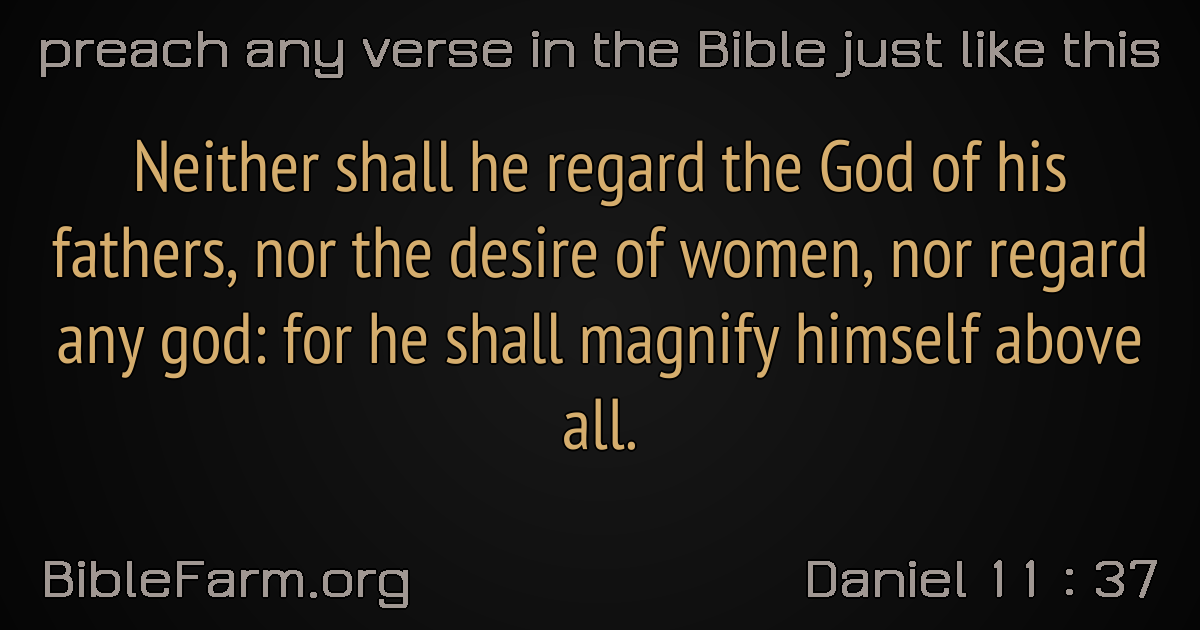 preach any verse in the Bible just like this
Neither shall he regard the God of his
fathers, nor the desire of women, nor regard
any god: for he shall magnify himself above
all.
BibleFarm.org
Daniel 11 : 37